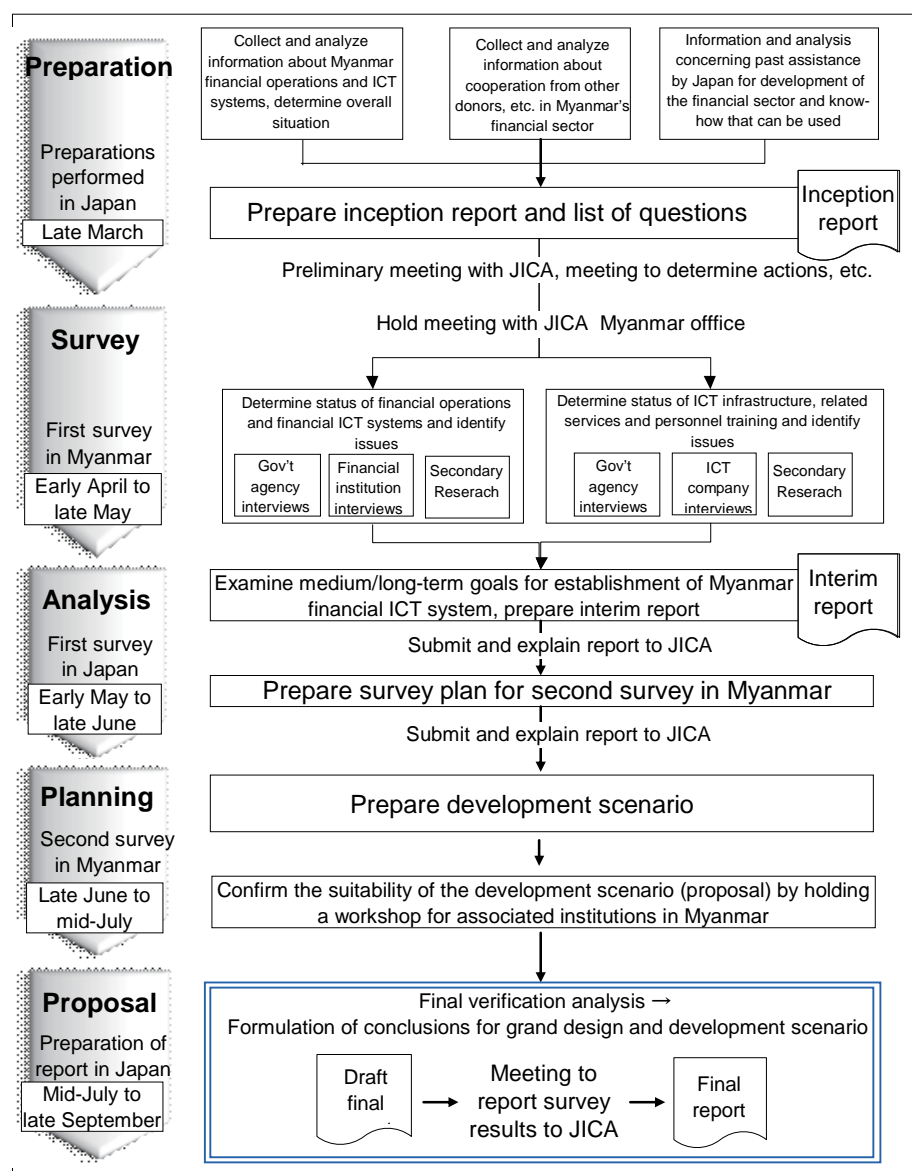 Preparation
Preparations
performed
in Japan
Late March
Collect and analyze
information about Myanmar
financial operations and ICT
systems, determine overall
situation
Collect and analyze
information about
cooperation from other
donors, etc. in Myanmar's
financial sector
Information and analysis
concerning past assistance
by Japan for development of
the financial sector and know-
how that can be used
Prepare inception report and list of questions
Inception
report
Preliminary meeting with JICA, meeting to determine actions, etc.
Hold meeting with JICA Myanmar offfice
Survey
First survey
in Myanmar
Early April to
late May
Determine status of financial operations
and financial ICT systems and identify
issues
Gov't
agency
interviews
Financial
institution
interviews
Secondary
Reserach
Determine status of ICT infrastructure, related
services and personnel training and identify
issues
Gov't
agency
interviews
ICT
company
interviews
Secondary
Reserach
Analysis
First survey
in Japan
Early May to
late June
Examine medium/long-term goals for establishment of Myanmar
financial ICT system, prepare interim report
Interim
report
Submit and explain report to JICA
Prepare survey plan for second survey in Myanmar
Submit and explain report to JICA
Planning
Second survey
in Myanmar
Late June to
mid-July
Prepare development scenario
Confirm the suitability of the development scenario (proposal) by holding
a workshop for associated institutions in Myanmar
Proposal
Preparation of
report in Japan
Mid-July to
late September
Final verification analysis →
Formulation of conclusions for grand design and development scenario
Draft
final
Meeting to
report survey
results to JICA
Final
report